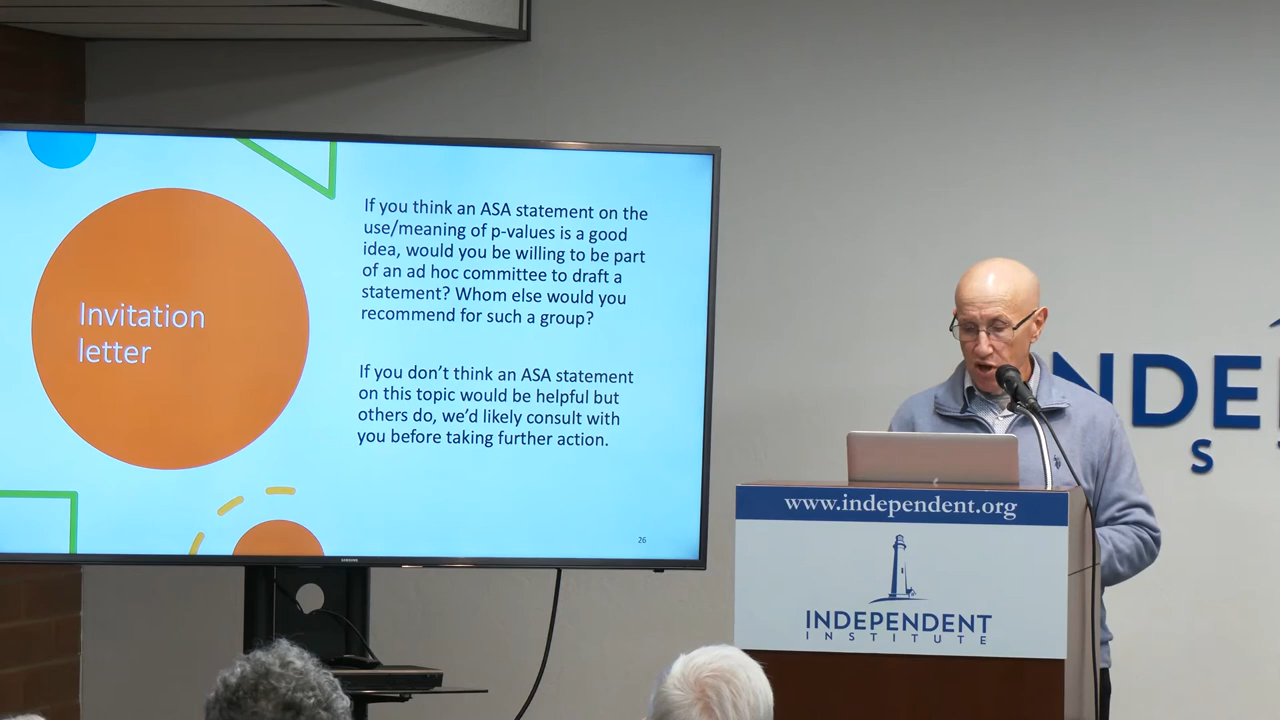 Invitation
letter
If you think an ASA statement on the
use/meaning of p-values is a good
idea, would you be willing to be part
of an ad hoc committee to draft a
statement? Whom else would you
recommend for such a group?
If you don’t think an ASA statement
on this topic would be helpful but
others do, we’d likely consult with
you before taking further action.
26
SAMSUNG
NDE
S
www.independent.org
INDEPENDENT
INSTITUTE